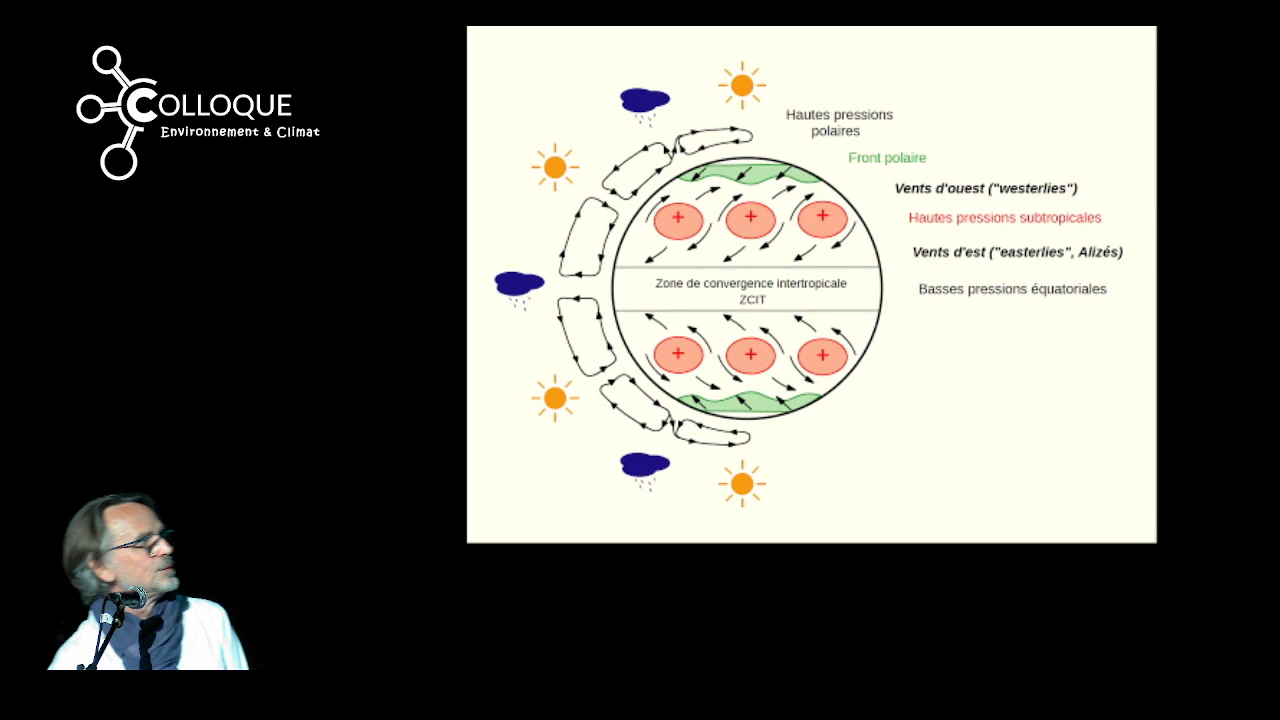 COLLOQUE
Environnement & Climat
Hautes pressions
polaires
Front polaire
Vents d'ouest ("westerlies")
Hautes pressions subtropicales
Vents d'est ("easterlies", Alizés)
Basses pressions équatoriales
+ + +
Zone de convergence intertropicale
ZCIT
+ + +